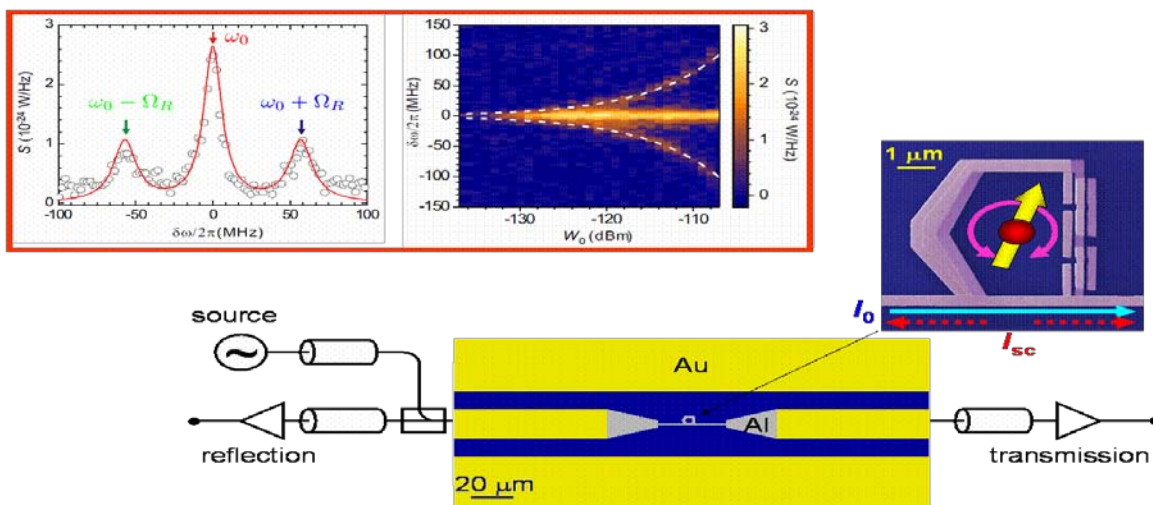 3
2
1
0
S (10⁻²⁴ W/Hz)
ω₀
ω₀ − Ω_R
ω₀ + Ω_R
-100
-50
0
50
100
δω/2π(MHz)
150
100
50
0
-50
-100
-150
δω/2π(MHz)
-130
-120
-110
W₀ (dBm)
3
2
1
0
S (10⁻²⁴ W/Hz)
1 μm
I₀
I_sc
source
Au
Al
reflection
transmission
20 μm